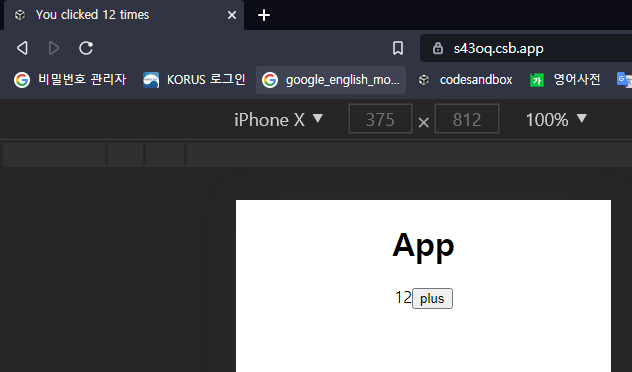 You clicked 12 times
s43oq.csb.app
비밀번호 관리자 KORUS 로그인 google_english_mo... codesandbox 영어사전
iPhone X ▼ 375 × 812 100% ▼
App
12 plus